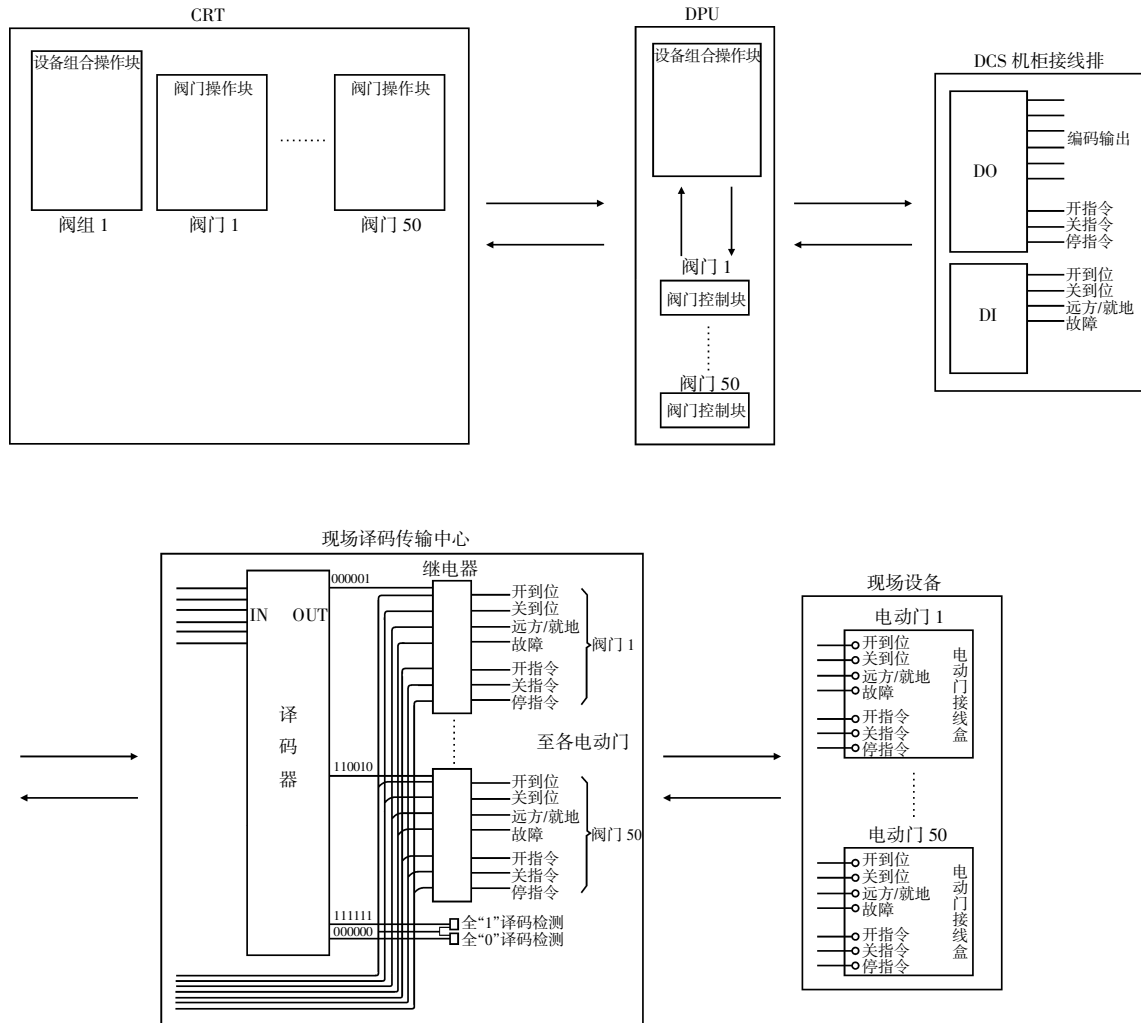 CRT
设备组合操作块
阀门操作块
阀门操作块
········
阀组 1
阀门 1
阀门 50
DPU
设备组合操作块
阀门 1
阀门控制块
阀门 50
阀门控制块
DCS 机柜接线排
DO
编码输出
开指令
关指令
停指令
DI
开到位
关到位
远方/就地
故障
现场译码传输中心
继电器
IN OUT
译码器
000001
开到位
关到位
远方/就地
故障
开指令
关指令
停指令
阀门 1
至各电动门
110010
开到位
关到位
远方/就地
故障
开指令
关指令
停指令
阀门 50
111111
全“1”译码检测
000000
全“0”译码检测
现场设备
电动门 1
开到位
关到位
远方/就地
故障
开指令
关指令
停指令
电动门接线盒
电动门 50
开到位
关到位
远方/就地
故障
开指令
关指令
停指令
电动门接线盒